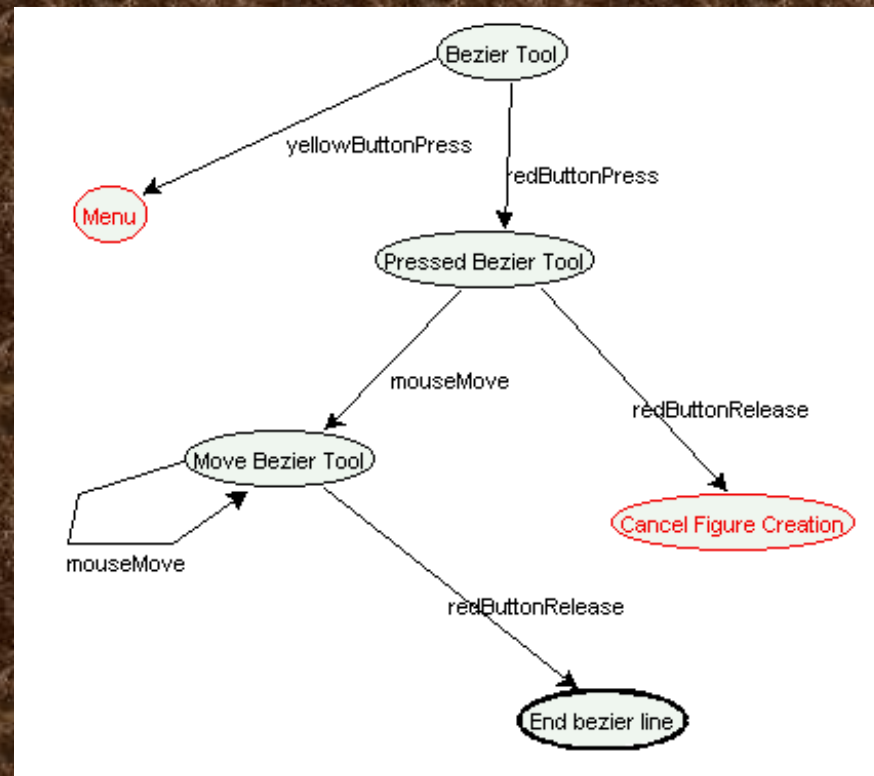 Bezier Tool
yellowButtonPress
redButtonPress
Menu
Pressed Bezier Tool
mouseMove
redButtonRelease
Move Bezier Tool
Cancel Figure Creation
mouseMove
redButtonRelease
End bezier line